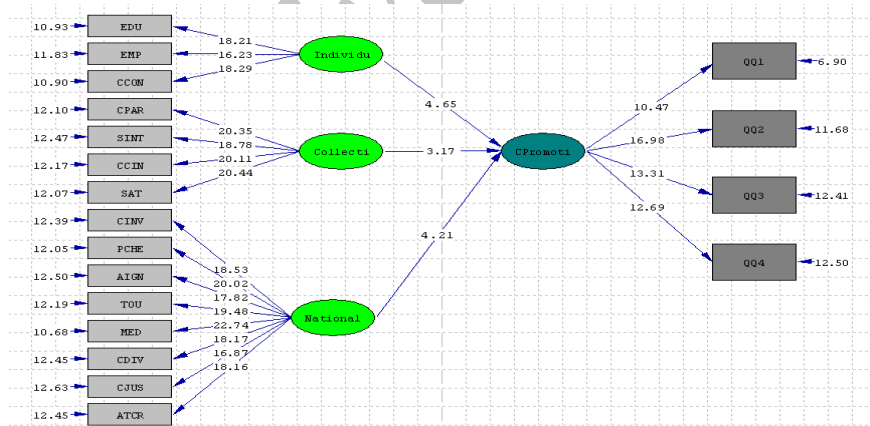 10.93 EDU
11.83 EMP
10.90 CCON
12.10 CPAR
12.47 SINT
12.17 CCIN
12.07 SAT
12.39 CINV
12.05 PCHE
12.50 AIGN
12.19 TOU
10.68 MED
12.45 CDIV
12.63 CJUS
12.45 ATCR
18.21
16.23
18.29
20.35
18.78
20.11
20.44
18.53
20.02
17.82
19.48
22.74
18.17
16.87
18.16
Individu
Collecti
National
4.65
3.17
4.21
CPromoti
10.47
16.98
13.31
12.69
QQ1 6.90
QQ2 11.68
QQ3 12.41
QQ4 12.50